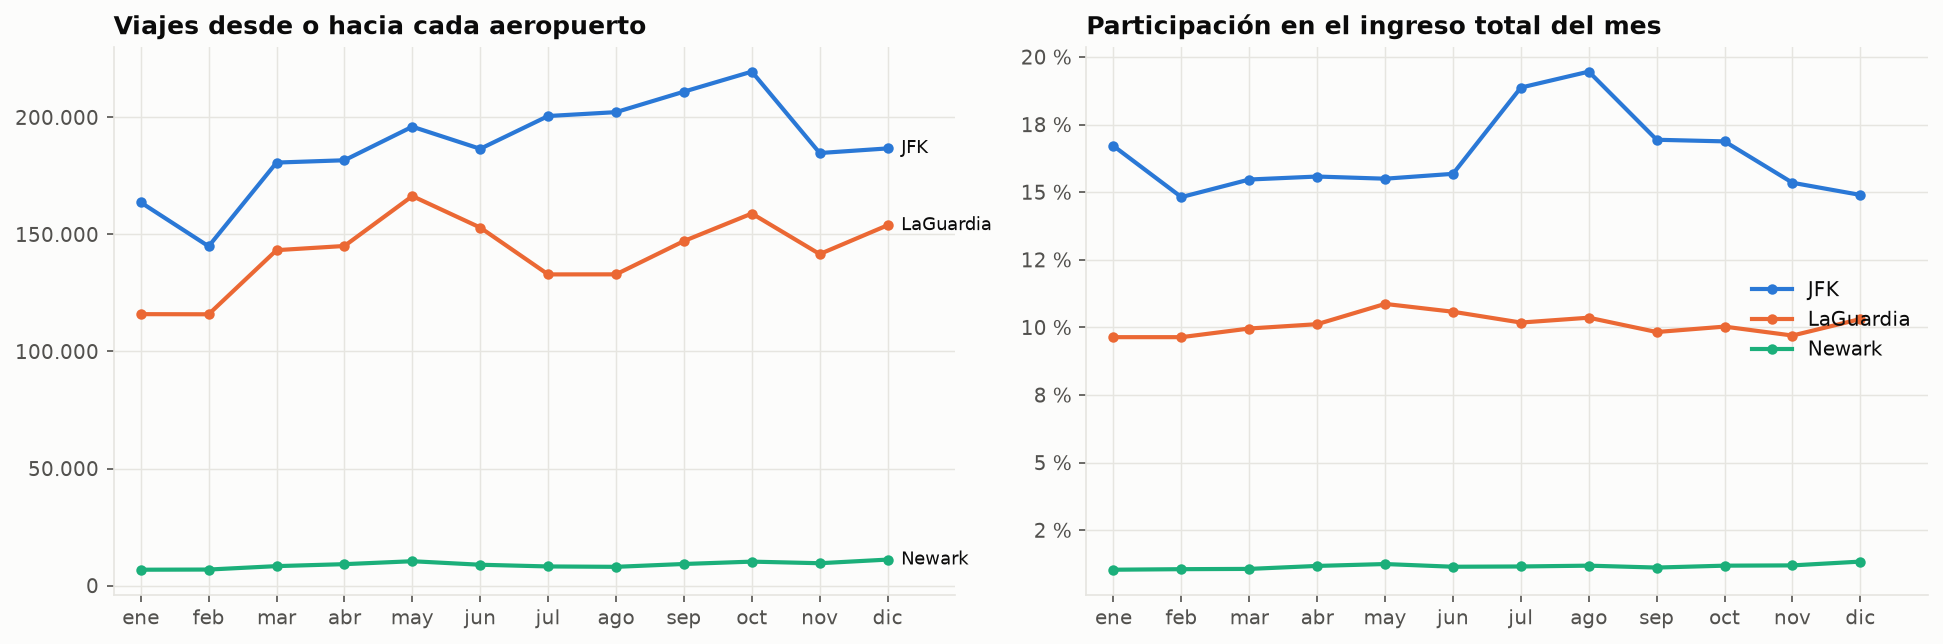 Viajes desde o hacia cada aeropuerto
200.000
150.000
100.000
50.000
0
JFK
LaGuardia
Newark
ene feb mar abr may jun jul ago sep oct nov dic
Participación en el ingreso total del mes
20 %
18 %
15 %
12 %
10 %
8 %
5 %
2 %
JFK
LaGuardia
Newark
ene feb mar abr may jun jul ago sep oct nov dic